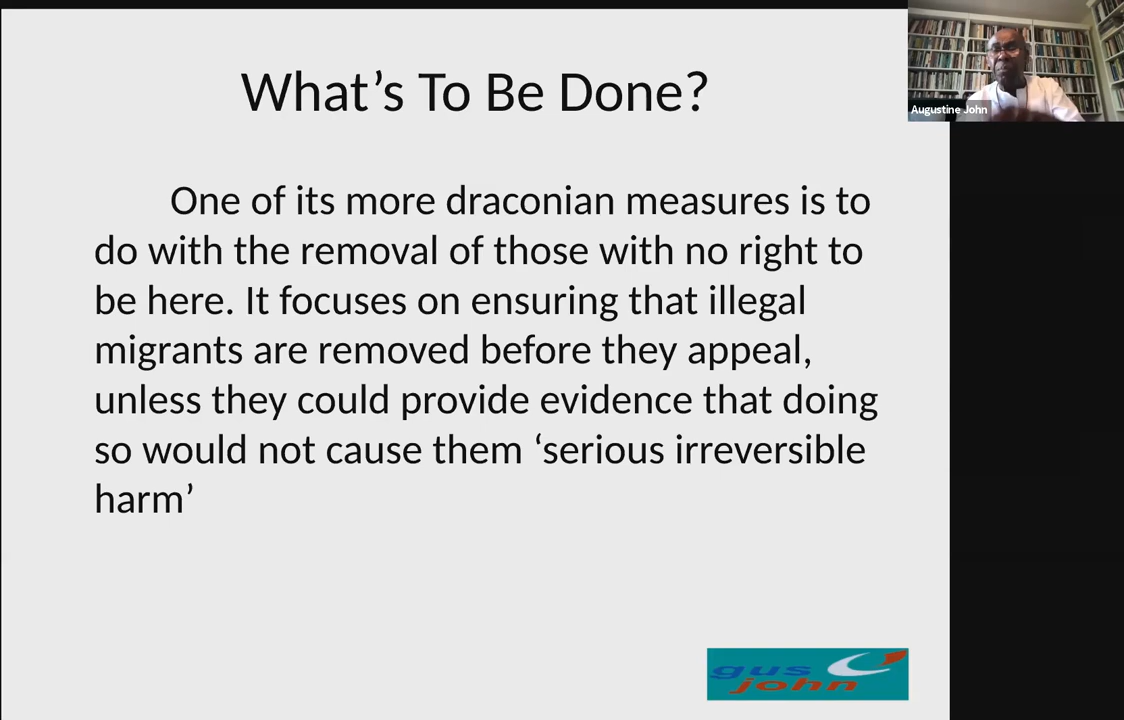 What’s To Be Done?
Augustine John
One of its more draconian measures is to
do with the removal of those with no right to
be here. It focuses on ensuring that illegal
migrants are removed before they appeal,
unless they could provide evidence that doing
so would not cause them ‘serious irreversible
harm’
gus
john